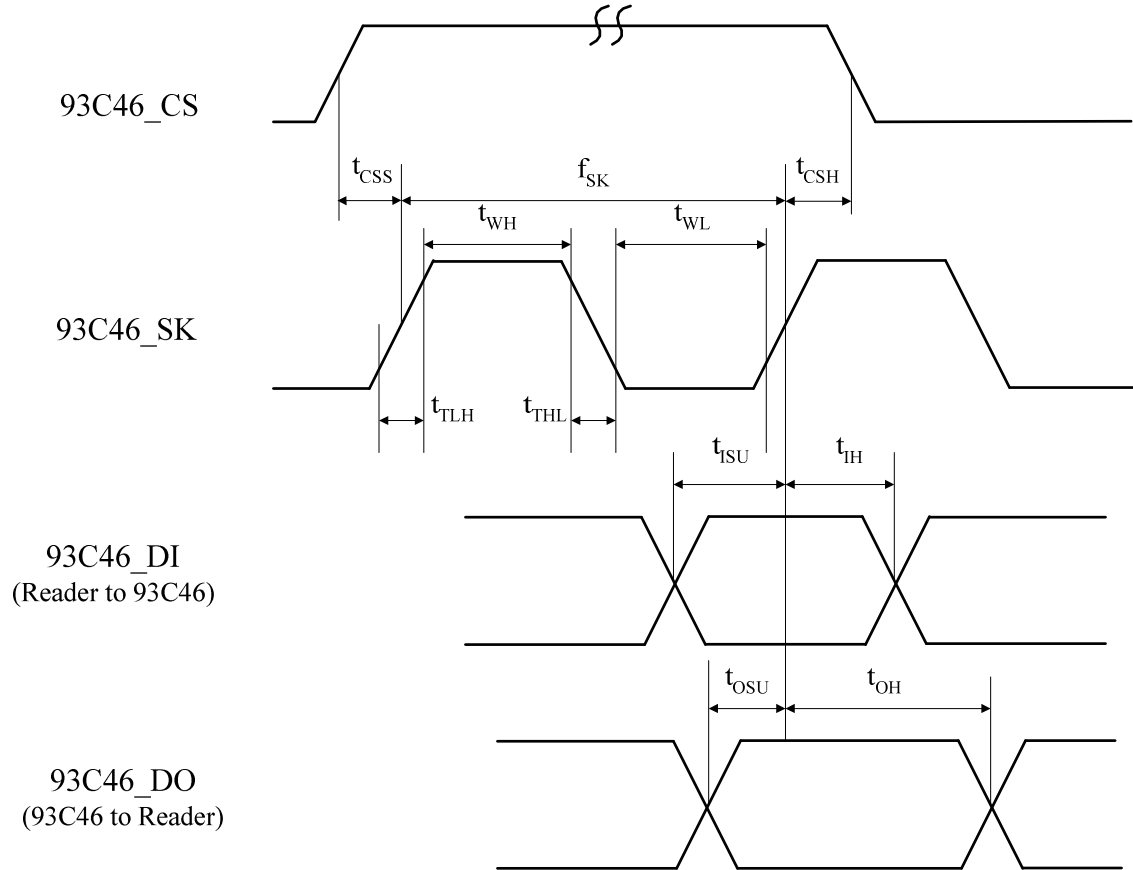 93C46_CS
tCSS
fSK
tCSH
tWH
tWL
93C46_SK
tTLH
tTHL
tISU
tIH
93C46_DI
(Reader to 93C46)
tOSU
tOH
93C46_DO
(93C46 to Reader)